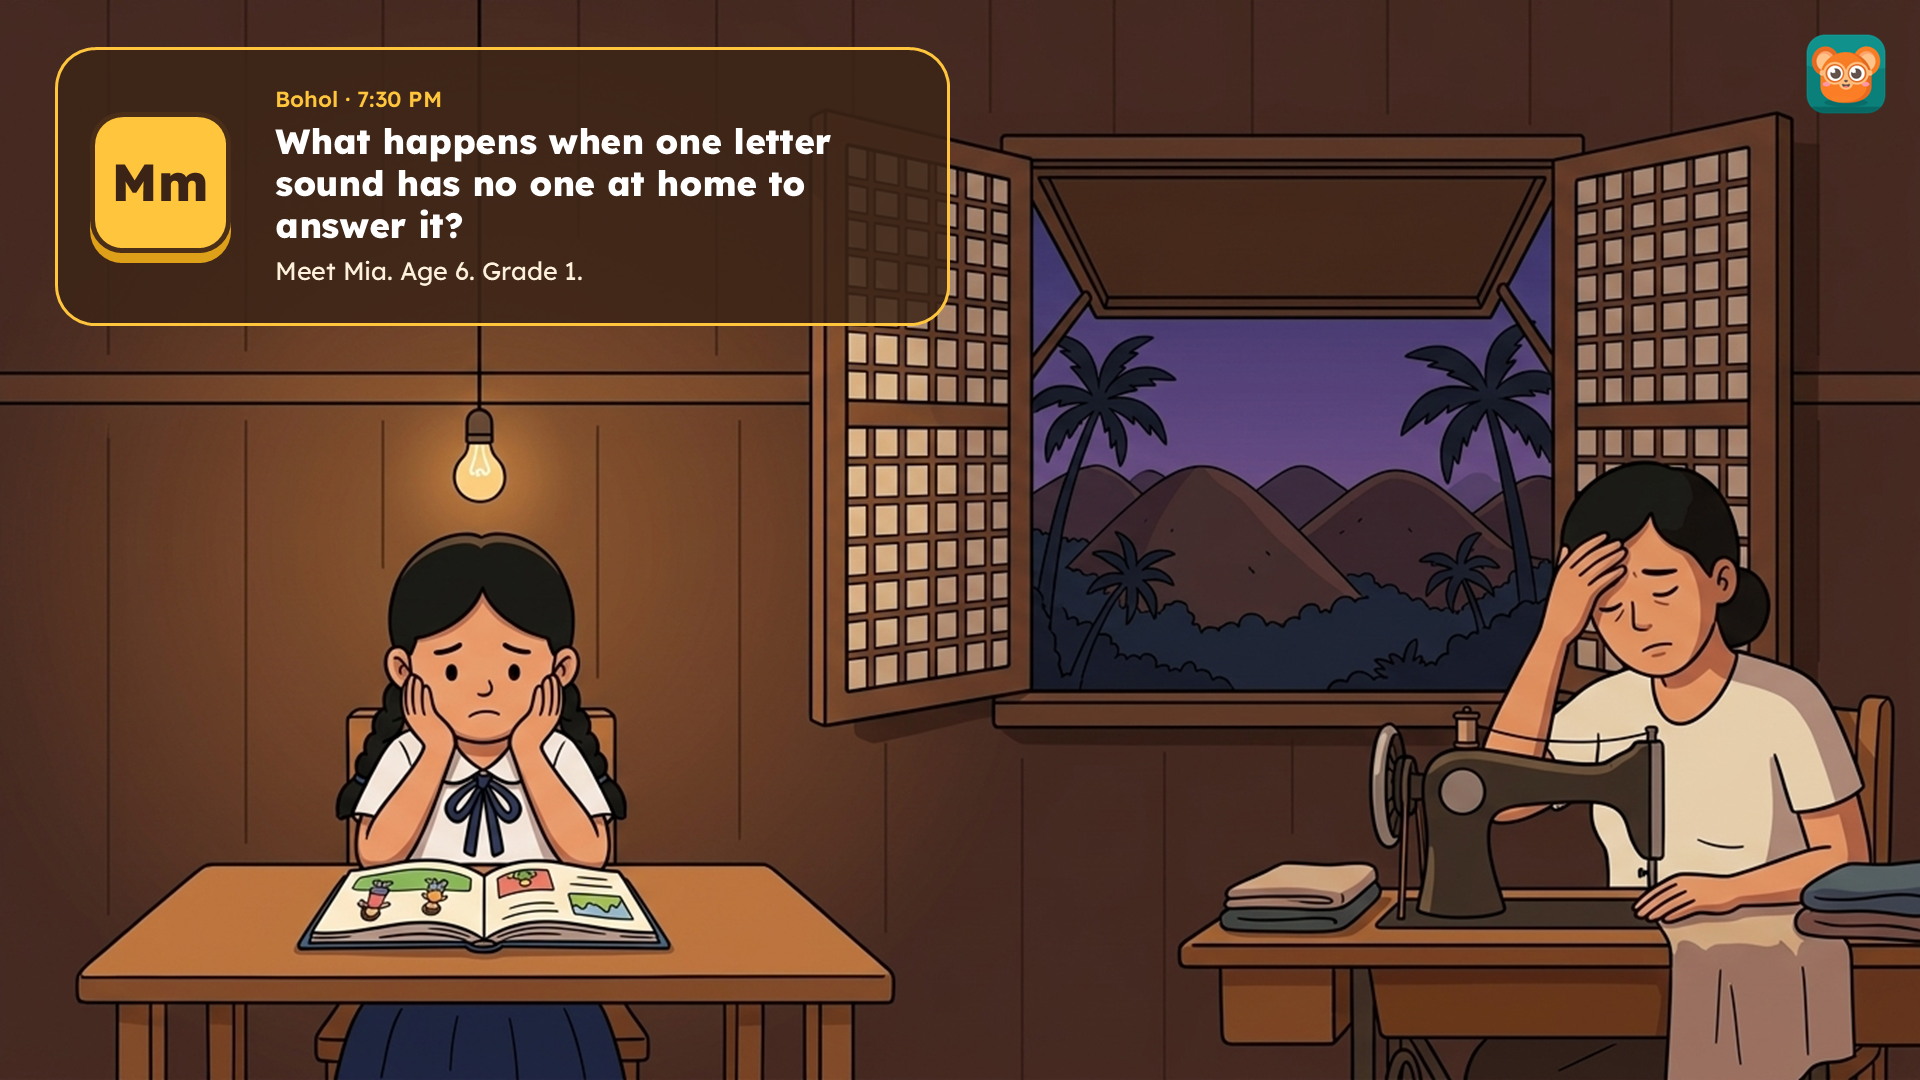 Mm
Bohol · 7:30 PM
What happens when one letter
sound has no one at home to
answer it?
Meet Mia. Age 6. Grade 1.